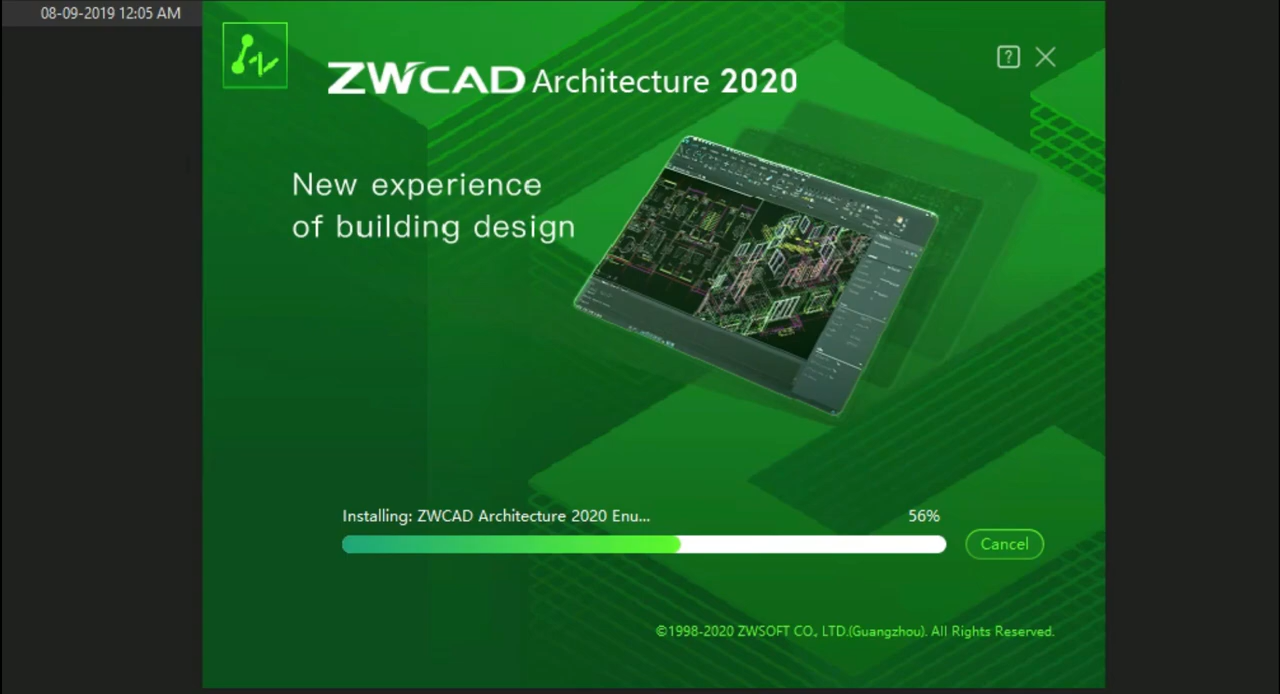 08-09-2019 12:05 AM
ZWCAD Architecture 2020
?
New experience
of building design
Installing: ZWCAD Architecture 2020 Enu... 56%
Cancel
©1998-2020 ZWSOFT CO., LTD.(Guangzhou). All Rights Reserved.